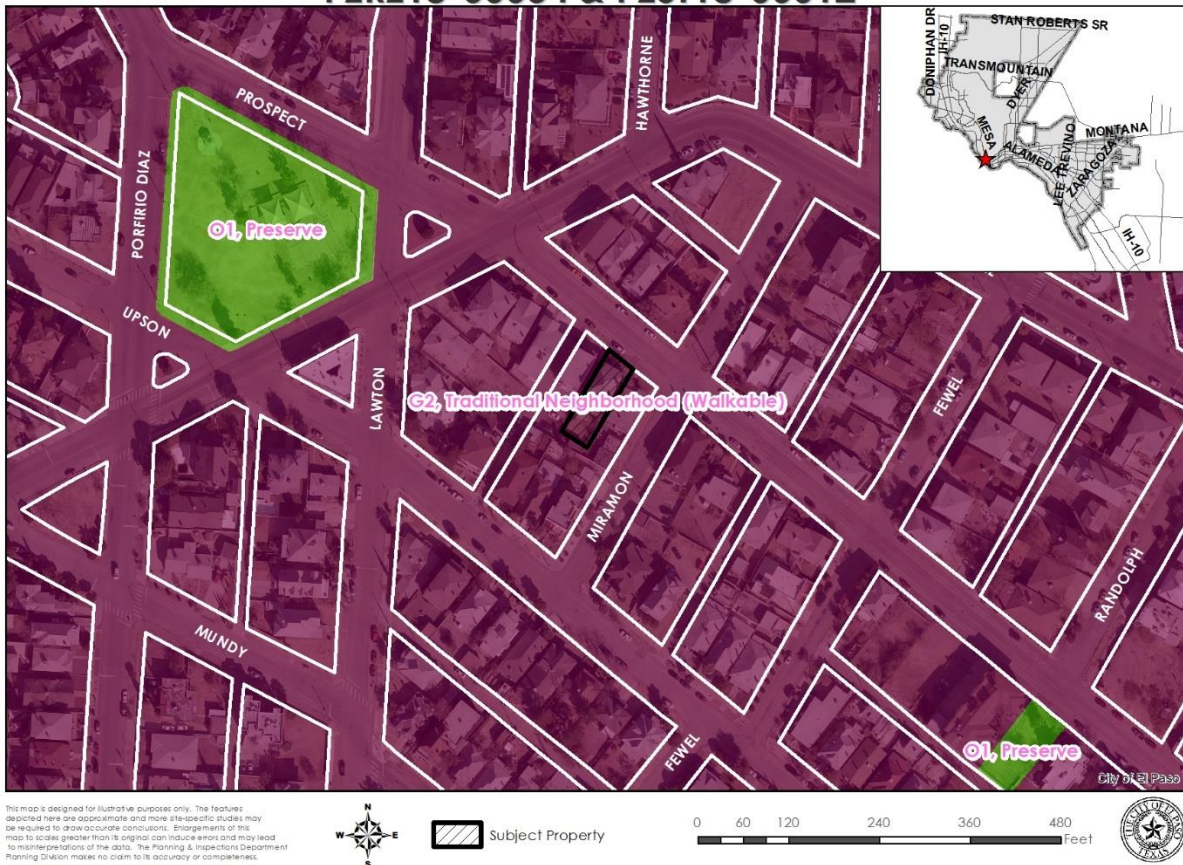 STAN ROBERTS SR
DONIPHAN DR
IH-10
TRANSMOUNTAIN
DYER
MESA
MONTANA
ALAMEDA
LEE TREVINO
ZARAGOZA
IH-10
PROSPECT
HAWTHORNE
PORFIRIO DIAZ
O1, Preserve
UPSON
LAWTON
G2, Traditional Neighborhood (Walkable)
FEWEL
MIRAMON
RANDOLPH
MUNDY
FEWEL
O1, Preserve
City of El Paso
This map is designed for illustrative purposes only. The features
depicted here are approximate and more site-specific studies may
be required to draw accurate conclusions. Enlargements of this
map to scales greater than its original can induce errors and may lead
to misinterpretations of the data. The Planning & Inspections Department
Planning Division makes no claim to its accuracy or completeness.
N
W E
S
Subject Property
0 60 120 240 360 480
Feet